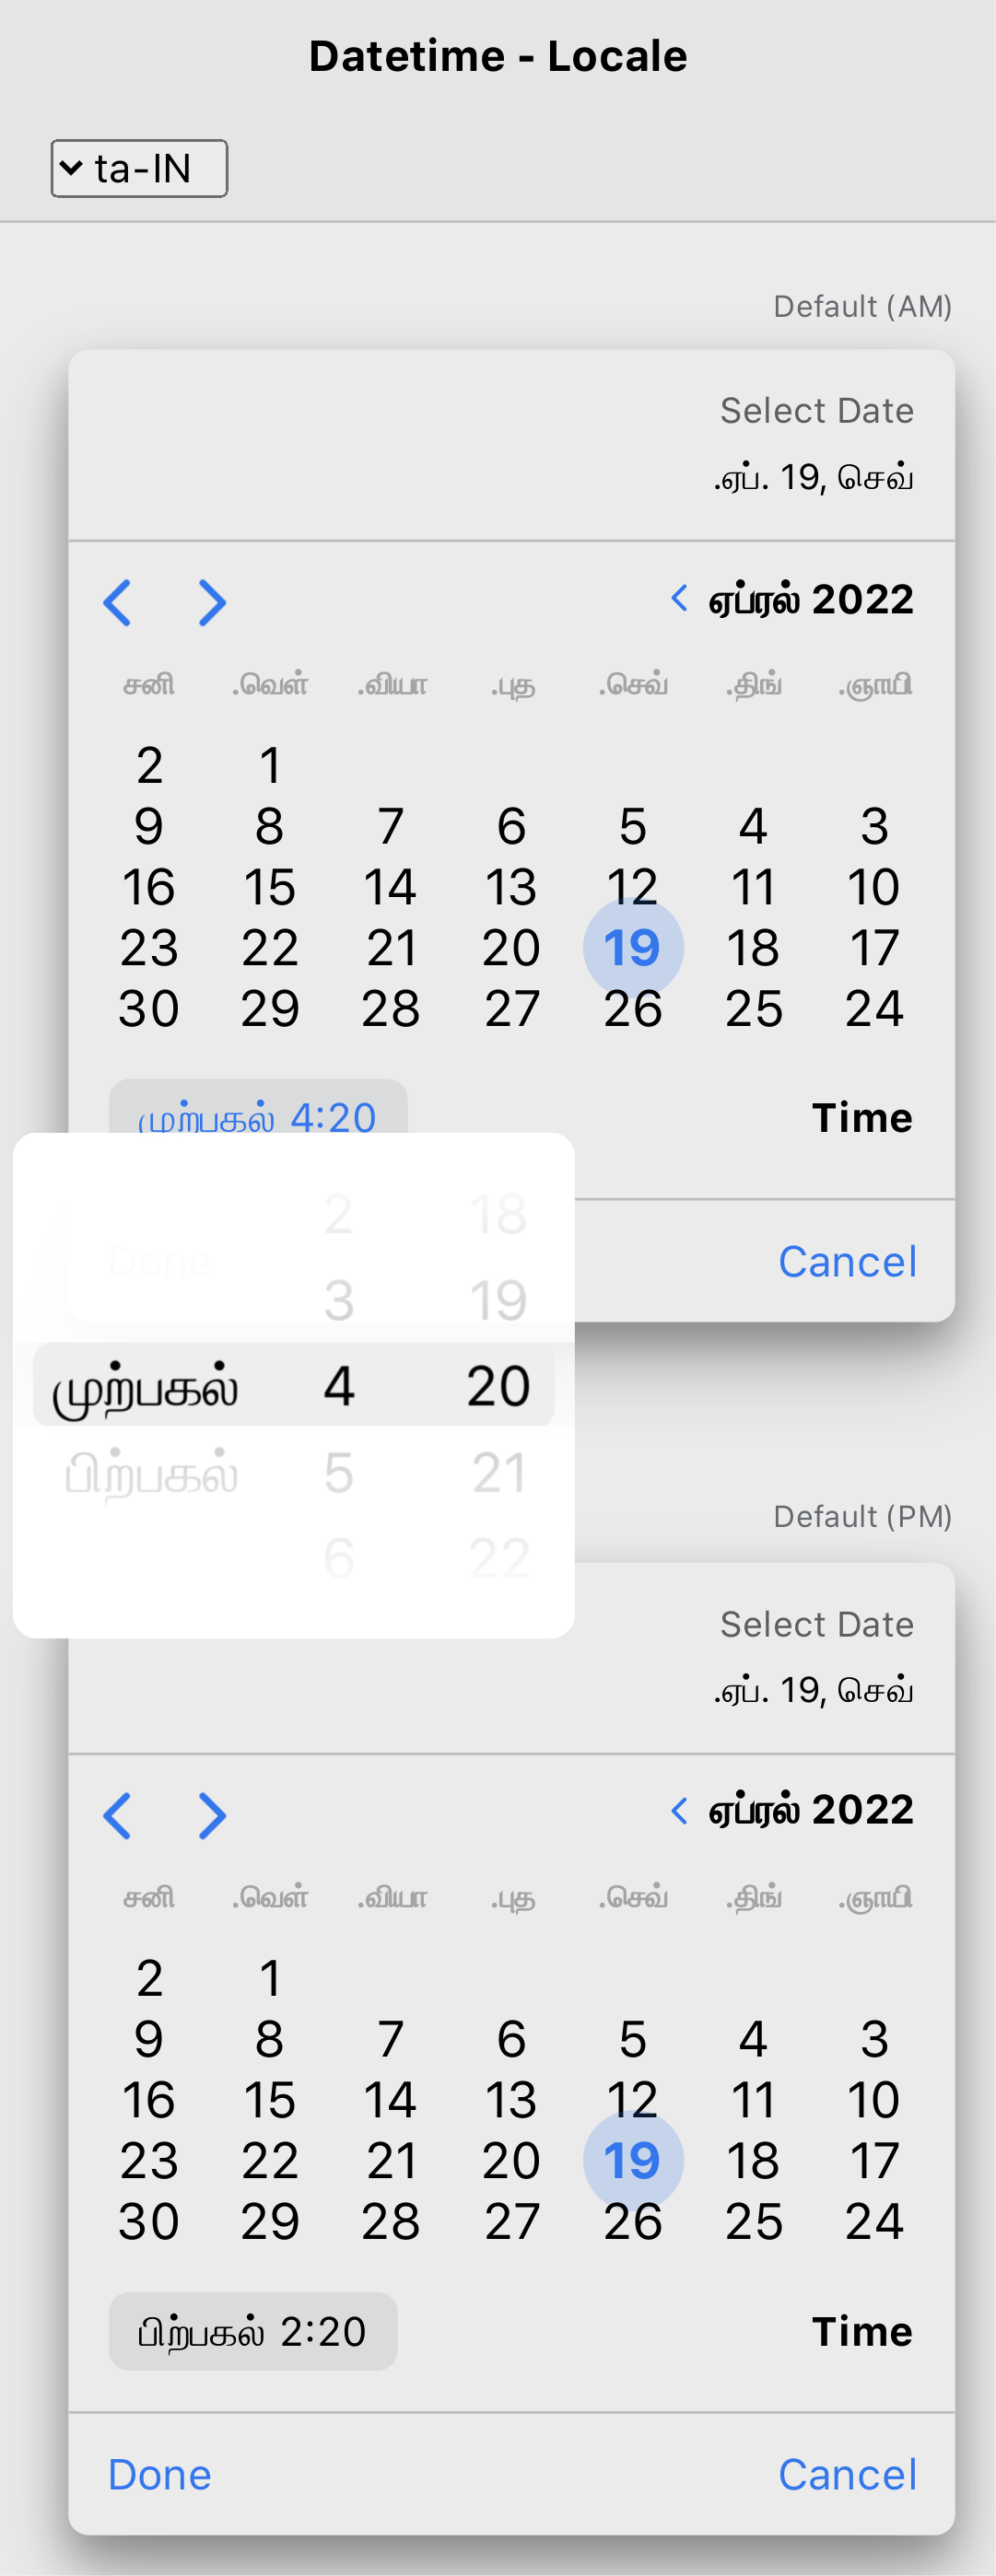 Datetime - Locale
ta-IN
Default (AM)
Select Date
.ஏப். 19, செவ்
ஏப்ரல் 2022
சனி .வெள் .வியா .புத .செவ் .திங் .ஞாயி
2 1
9 8 7 6 5 4 3
16 15 14 13 12 11 10
23 22 21 20 19 18 17
30 29 28 27 26 25 24
முற்பகல் 4:20 Time
Done Cancel
2 18
3 19
முற்பகல் 4 20
பிற்பகல் 5 21
6 22
Default (PM)
Select Date
.ஏப். 19, செவ்
ஏப்ரல் 2022
சனி .வெள் .வியா .புத .செவ் .திங் .ஞாயி
2 1
9 8 7 6 5 4 3
16 15 14 13 12 11 10
23 22 21 20 19 18 17
30 29 28 27 26 25 24
பிற்பகல் 2:20 Time
Done Cancel